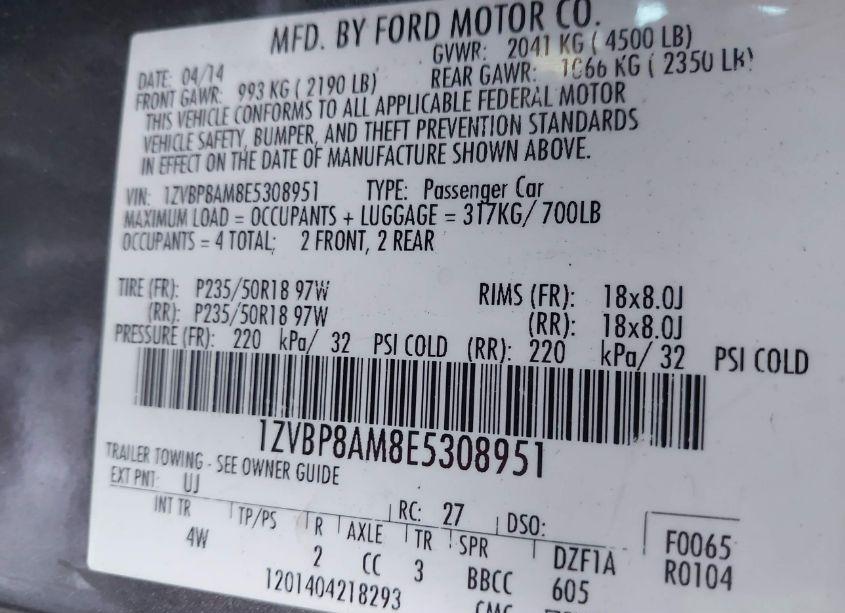 MFD. BY FORD MOTOR CO.
DATE: 04/14 GVWR: 2041 KG ( 4500 LB)
FRONT GAWR: 993 KG ( 2190 LB) REAR GAWR: 1066 KG ( 2350 LB)
THIS VEHICLE CONFORMS TO ALL APPLICABLE FEDERAL MOTOR
VEHICLE SAFETY, BUMPER, AND THEFT PREVENTION STANDARDS
IN EFFECT ON THE DATE OF MANUFACTURE SHOWN ABOVE.
VIN: 1ZVBP8AM8E5308951 TYPE: Passenger Car
MAXIMUM LOAD = OCCUPANTS + LUGGAGE = 317KG/ 700LB
OCCUPANTS = 4 TOTAL; 2 FRONT, 2 REAR
TIRE (FR): P235/50R18 97W RIMS (FR): 18x8.0J
(RR): P235/50R18 97W (RR): 18x8.0J
PRESSURE (FR): 220 kPa/ 32 PSI COLD (RR): 220 kPa/ 32 PSI COLD
1ZVBP8AM8E5308951
TRAILER TOWING - SEE OWNER GUIDE
EXT PNT: UJ RC: 27 DSO: F0065
INT TR TP/PS R AXLE TR SPR DZF1A R0104
4W 2 CC 3 BBCC 605
1201404218293